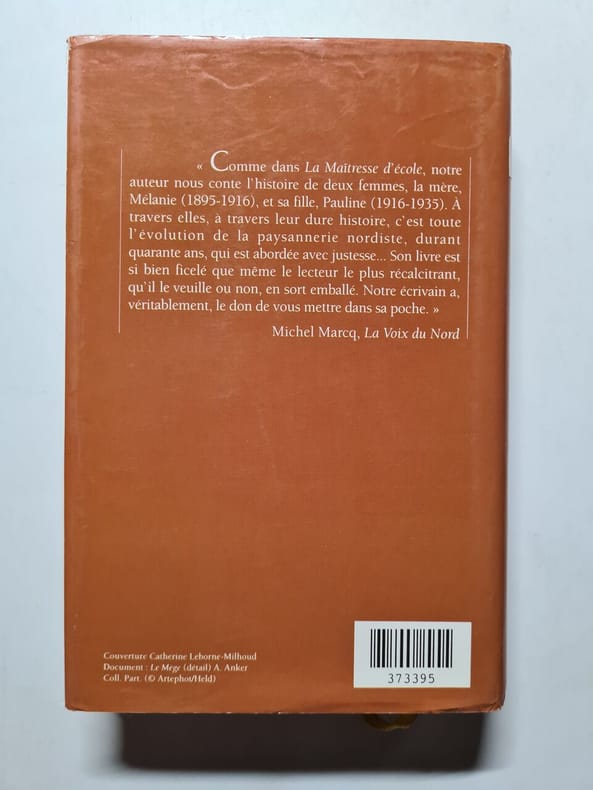 « Comme dans La Maîtresse d'école, notre
auteur nous conte l'histoire de deux femmes, la mère,
Mélanie (1895-1916), et sa fille, Pauline (1916-1935). À
travers elles, à travers leur dure histoire, c'est toute
l'évolution de la paysannerie nordiste, durant
quarante ans, qui est abordée avec justesse... Son livre est
si bien ficelé que même le lecteur le plus récalcitrant,
qu'il le veuille ou non, en sort emballé. Notre écrivain a,
véritablement, le don de vous mettre dans sa poche. »
Michel Marcq, La Voix du Nord
Couverture Catherine Leborne-Milhoud
Document : Le Mege (détail) A. Anker
Coll. Part. (© Artephot/Held)
373395